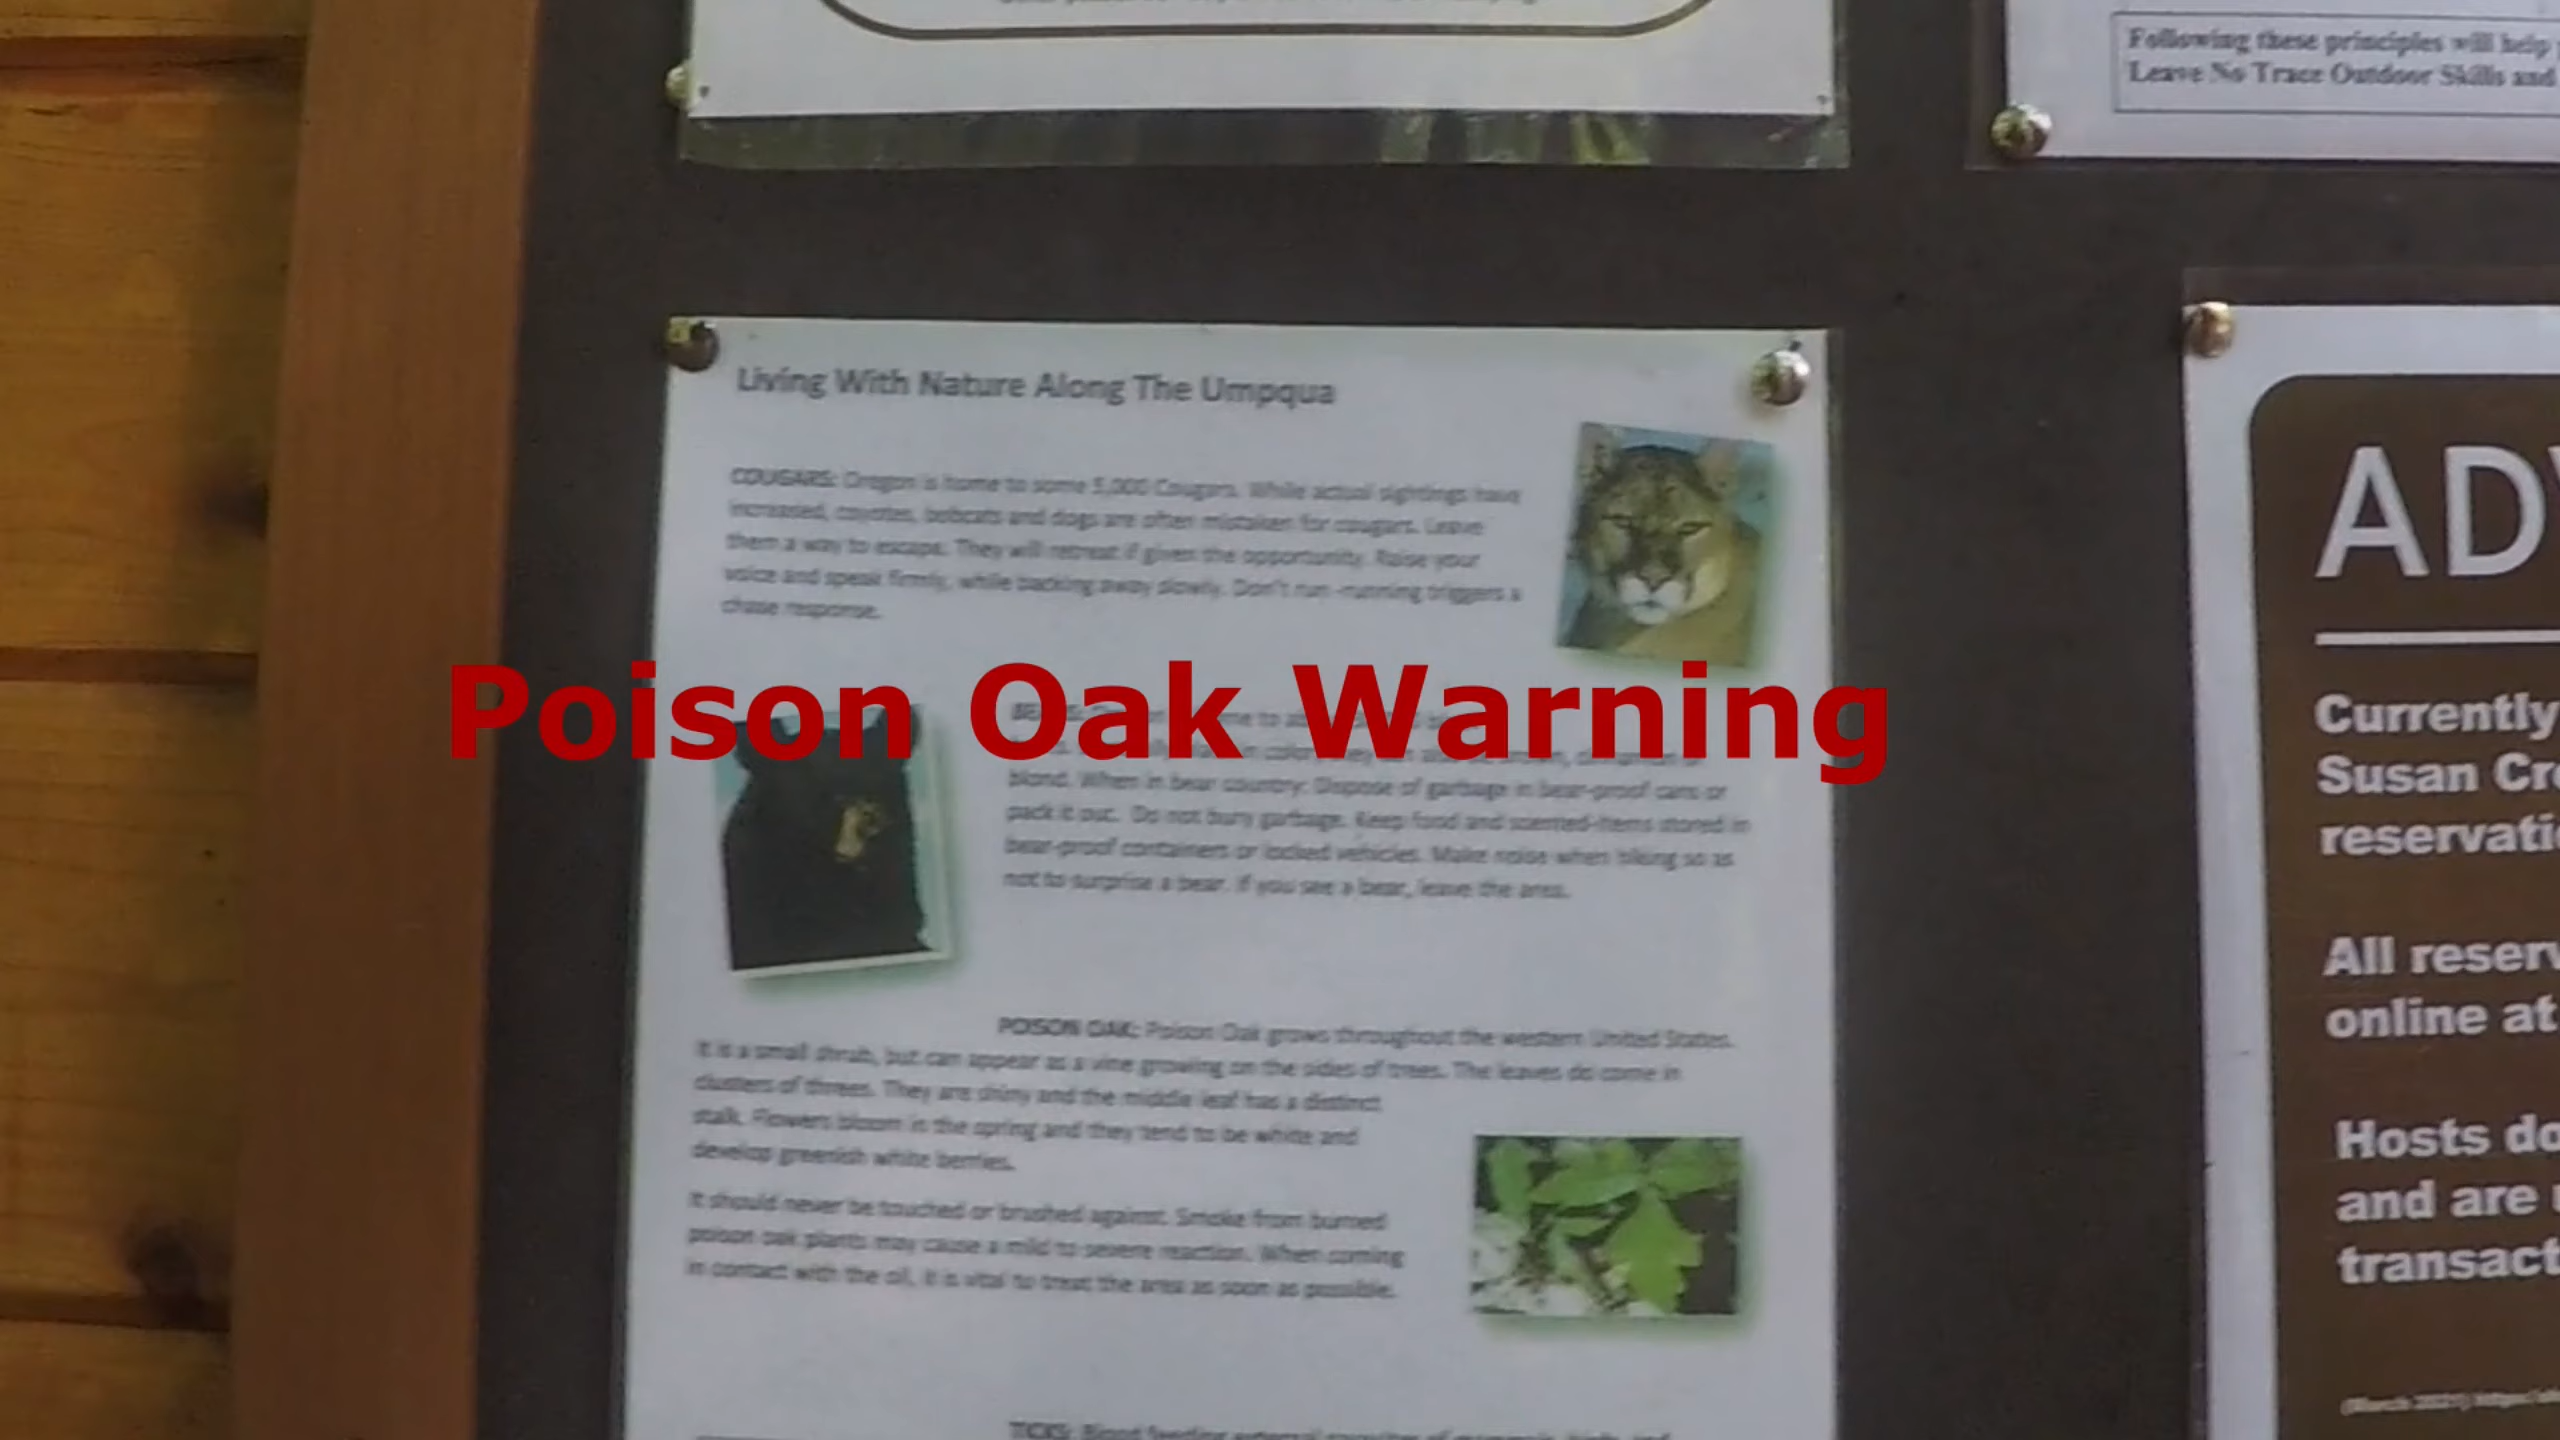 Following these principles will help
Leave No Trace Outdoor Skills and
Living With Nature Along The Umpqua
COUGARS: Oregon is home to some 5,000 Cougars. While actual sightings have
increased, coyotes, bobcats and dogs are often mistaken for cougars. Leave
them a way to escape. They will retreat if given the opportunity. Raise your
voice and speak firmly, while backing away slowly. Don't run -running triggers a
chase response.
Poison Oak Warning
blond. When in bear country: Dispose of garbage in bear-proof cans or
pack it out. Do not bury garbage. Keep food and scented-items stored in
bear-proof containers or locked vehicles. Make noise when hiking so as
not to surprise a bear. If you see a bear, leave the area.
POISON OAK: Poison Oak grows throughout the western United States.
It is a small shrub, but can appear as a vine growing on the sides of trees. The leaves do come in
clusters of threes. They are shiny and the middle leaf has a distinct
stalk. Flowers bloom in the spring and they tend to be white and
develop greenish white berries.
It should never be touched or brushed against. Smoke from burned
poison oak plants may cause a mild to severe reaction. When coming
in contact with the oil, it is vital to treat the area as soon as possible.
TICKS: Blood feeding external parasites of
AD
Currently
Susan Cre
reservati
All reserv
online at
Hosts do
and are
transact
(March 2021)